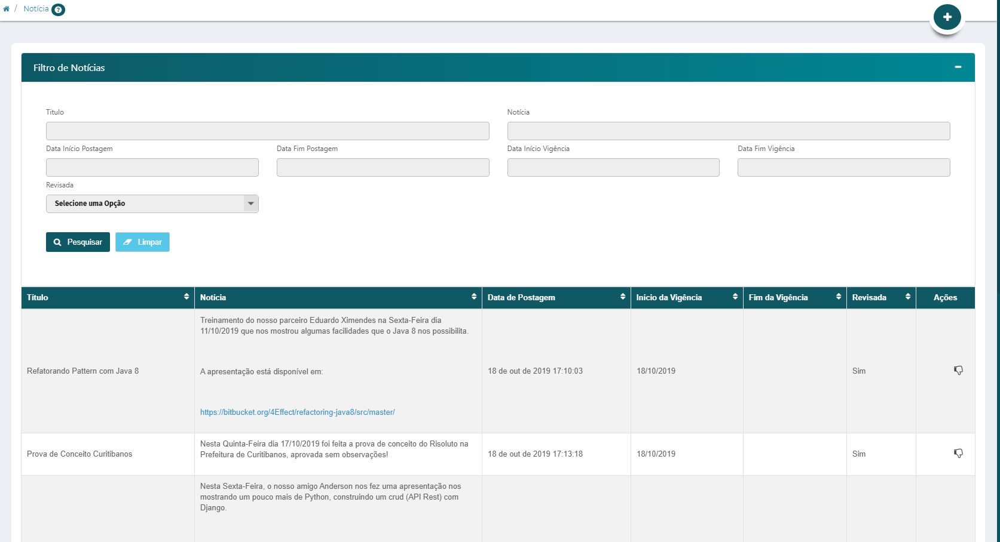 / Notícia
Filtro de Notícias
Titulo
Notícia
Data Início Postagem
Data Fim Postagem
Data Início Vigência
Data Fim Vigência
Revisada
Selecione uma Opção
Pesquisar
Limpar
Título
Notícia
Data de Postagem
Início da Vigência
Fim da Vigência
Revisada
Ações
Refatorando Pattern com Java 8
Treinamento do nosso parceiro Eduardo Ximendes na Sexta-Feira dia
11/10/2019 que nos mostrou algumas facilidades que o Java 8 nos possibilita.
A apresentação está disponível em:
https://bitbucket.org/4Effect/refactoring-java8/src/master/
18 de out de 2019 17:10:03
18/10/2019
Sim
Prova de Conceito Curitibanos
Nesta Quinta-Feira dia 17/10/2019 foi feita a prova de conceito do Risoluto na
Prefeitura de Curitibanos, aprovada sem observações!
18 de out de 2019 17:13:18
18/10/2019
Sim
Nesta Sexta-Feira, o nosso amigo Anderson nos fez uma apresentação nos
mostrando um pouco mais de Python, construindo um crud (API Rest) com
Django.